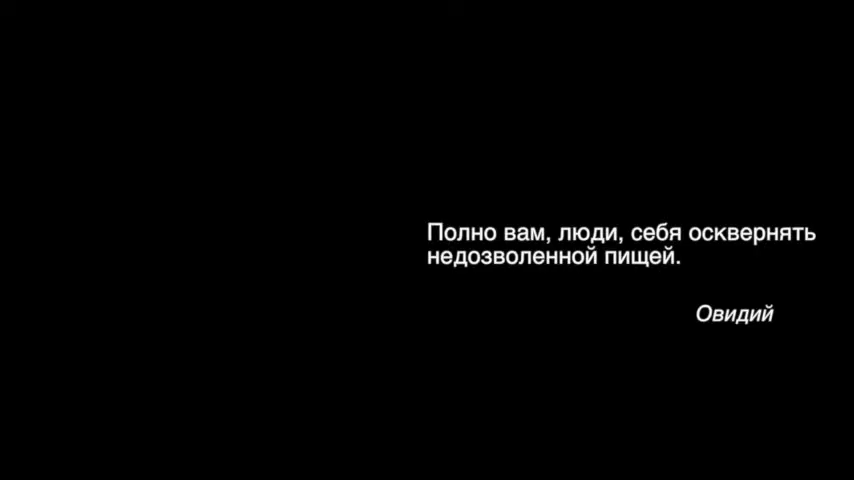 Полно вам, люди, себя осквернять
недозволенной пищей.
Овидий